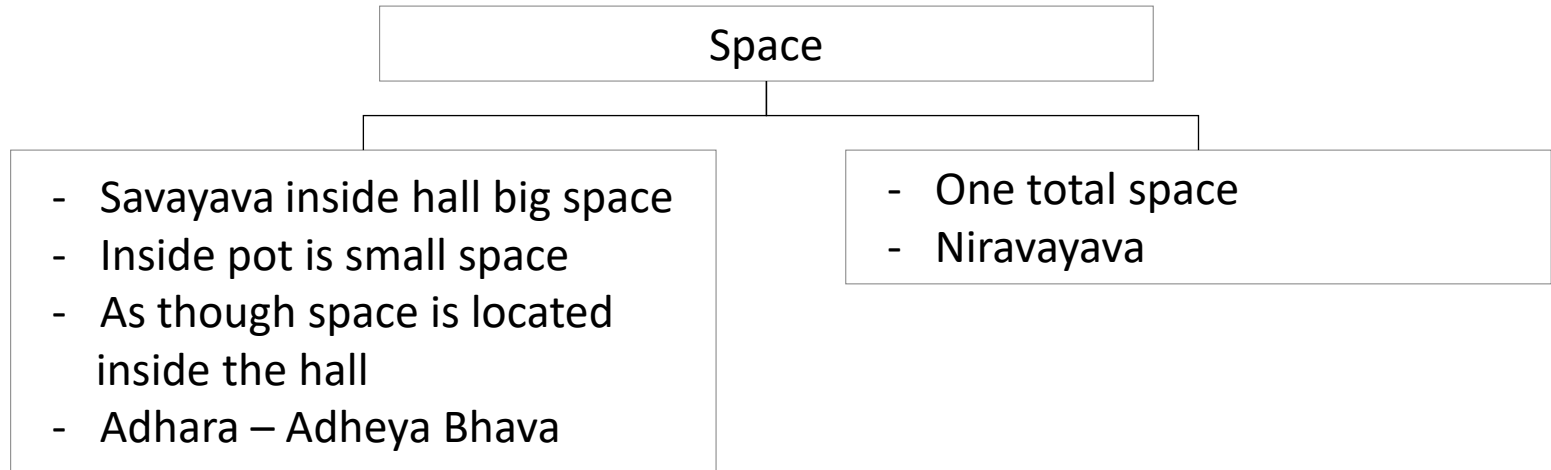 Space
- Savayava inside hall big space
- Inside pot is small space
- As though space is located
inside the hall
- Adhara – Adheya Bhava
- One total space
- Niravayava